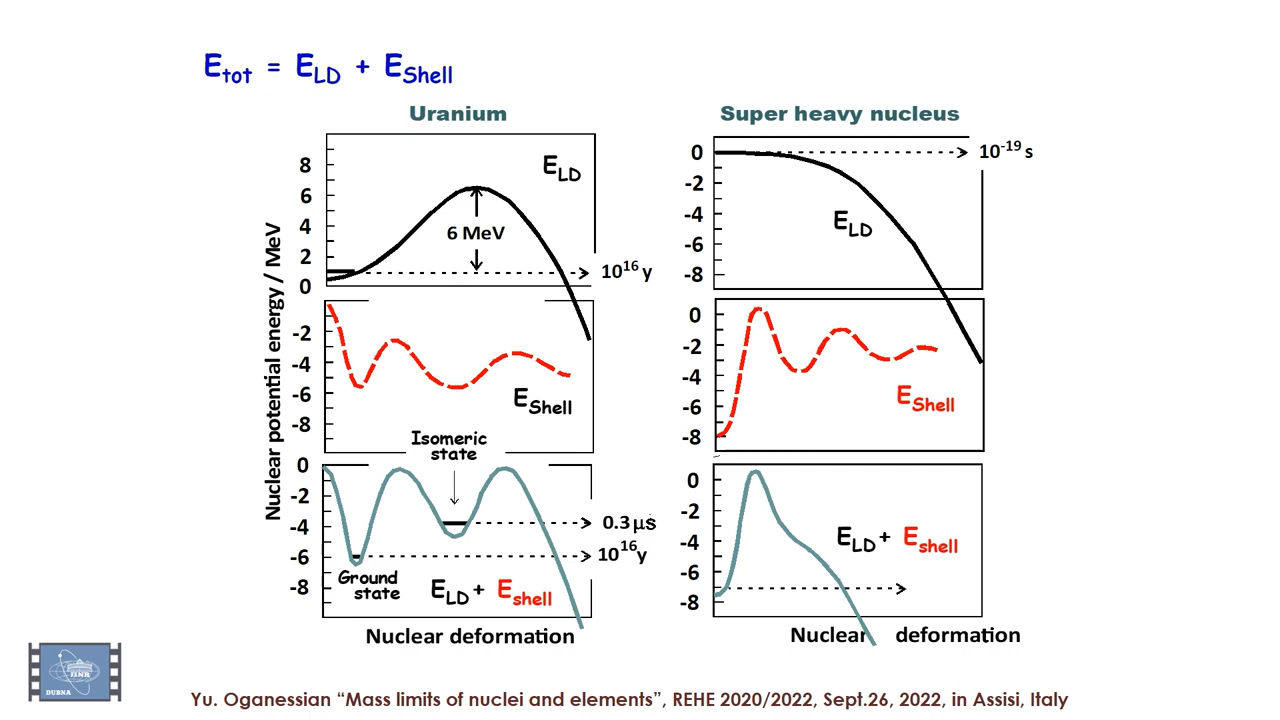 E_tot = E_LD + E_Shell
Uranium
Super heavy nucleus
Nuclear potential energy / MeV
8
6
4
2
0
E_LD
6 MeV
10^16 y
-2
-4
-6
-8
E_Shell
Isomeric
state
0
-2
-4
-6
-8
0.3 μs
10^16 y
Ground
state
E_LD + E_shell
Nuclear deformation
0
-2
-4
-6
-8
10^-19 s
E_LD
0
-2
-4
-6
-8
E_Shell
0
-2
-4
-6
-8
E_LD + E_shell
Nuclear deformation
JINR
DUBNA
Yu. Oganessian “Mass limits of nuclei and elements”, REHE 2020/2022, Sept.26, 2022, in Assisi, Italy